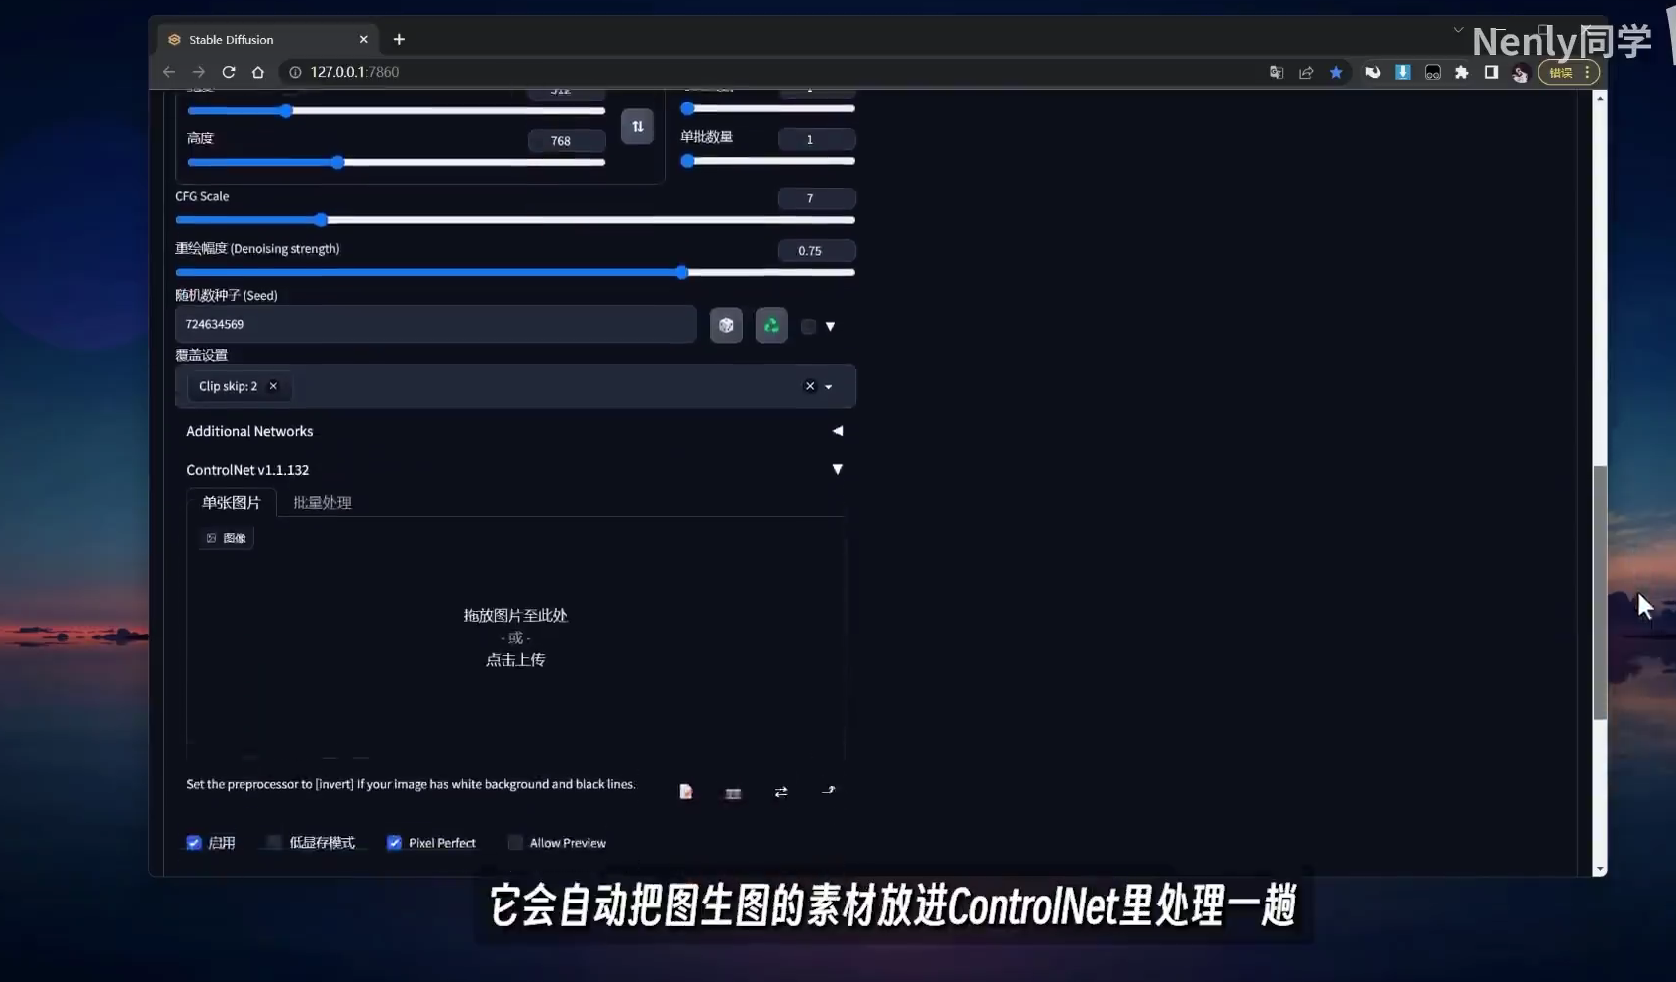 Stable Diffusion
Nenly同学
127.0.0.1:7860
错误
512
高度
768
单批数量
1
CFG Scale
7
重绘幅度 (Denoising strength)
0.75
随机数种子 (Seed)
724634569
覆盖设置
Clip skip: 2
Additional Networks
ControlNet v1.1.132
单张图片
批量处理
图像
拖放图片至此处
- 或 -
点击上传
Set the preprocessor to [invert] If your image has white background and black lines.
启用
低显存模式
Pixel Perfect
Allow Preview
它会自动把图生图的素材放进ControlNet里处理一趟